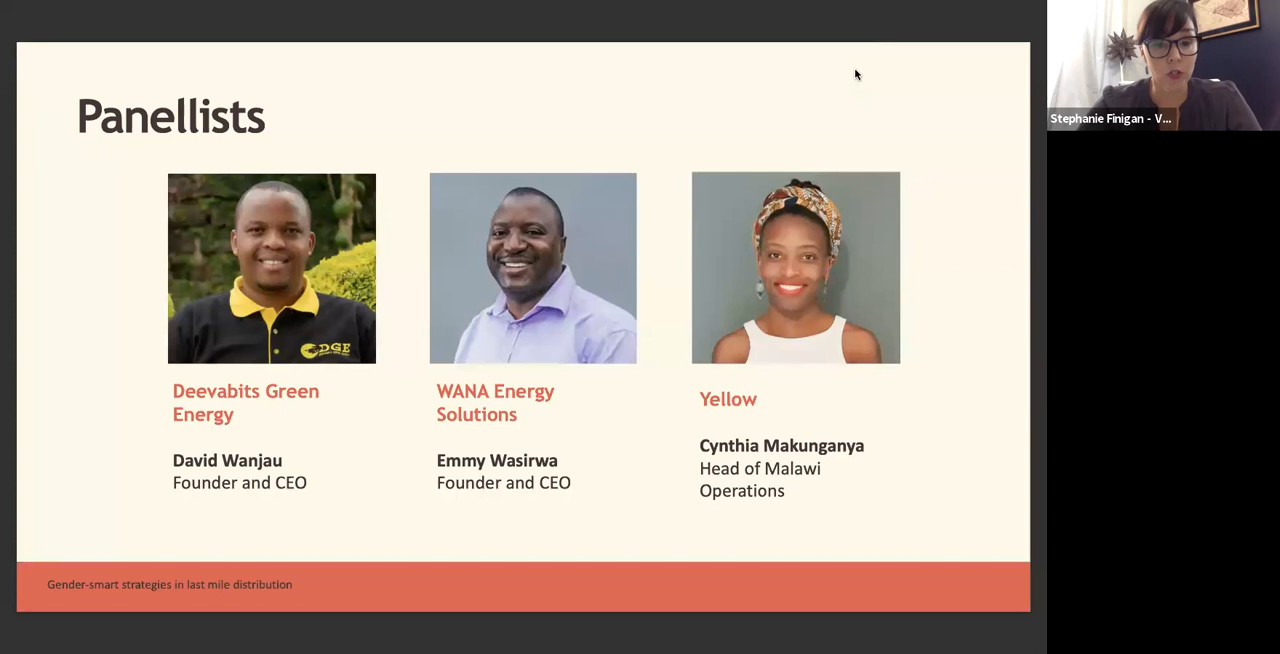 Panellists
DGE
Deevabits Green
Energy
David Wanjau
Founder and CEO
WANA Energy
Solutions
Emmy Wasirwa
Founder and CEO
Yellow
Cynthia Makunganya
Head of Malawi
Operations
Gender-smart strategies in last mile distribution
Stephanie Finigan - V...